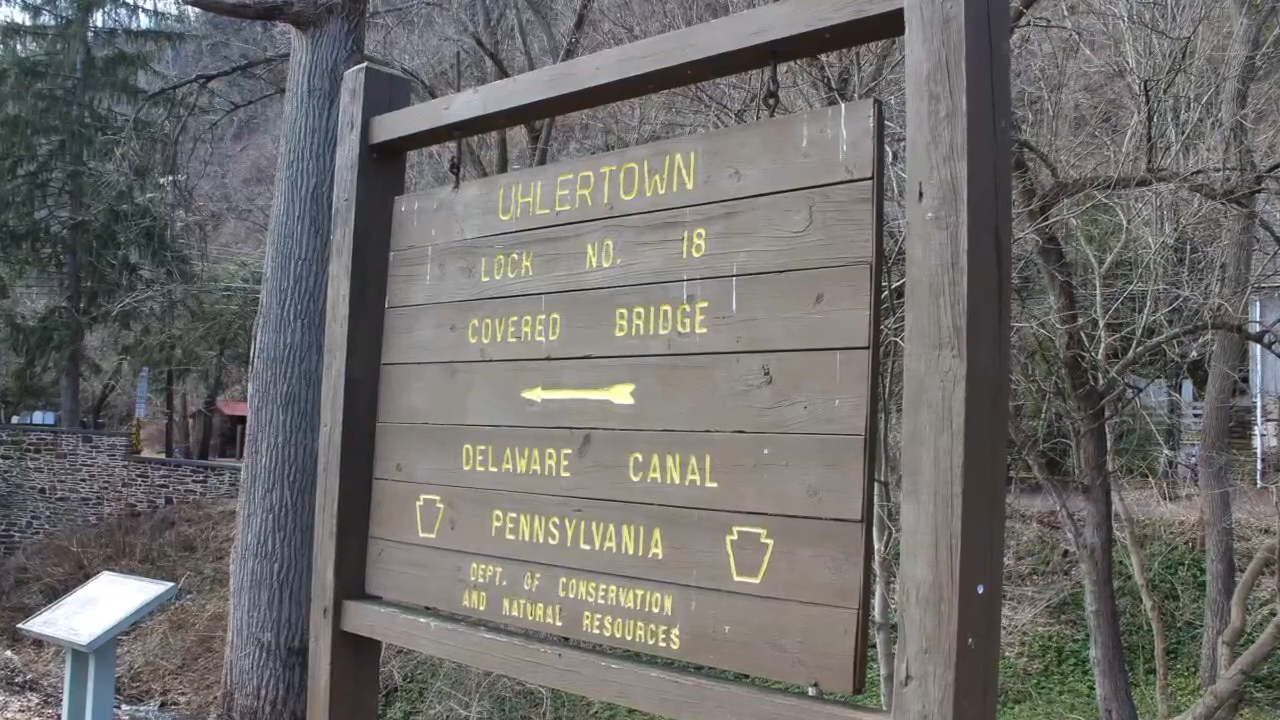 UHLERTOWN
LOCK NO. 18
COVERED BRIDGE
DELAWARE CANAL
PENNSYLVANIA
DEPT. OF CONSERVATION
AND NATURAL RESOURCES